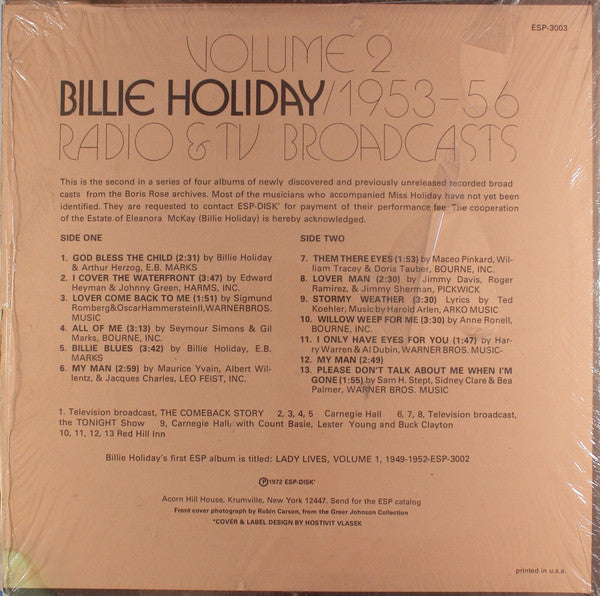 ESP-3003
VOLUME 2
BILLIE HOLIDAY/1953-56
RADIO & TV BROADCASTS
This is the second in a series of four albums of newly discovered and previously unreleased recorded broad
casts from the Boris Rose archives. Most of the musicians who accompanied Miss Holiday have not yet been
identified. They are requested to contact ESP-DISK' for payment of their performance fee. The cooperation
of the Estate of Eleanora McKay (Billie Holiday) is hereby acknowledged.
SIDE ONE
1. GOD BLESS THE CHILD (2:31) by Billie Holiday
& Arthur Herzog, E.B. MARKS
2. I COVER THE WATERFRONT (3:47) by Edward
Heyman & Johnny Green, HARMS, INC.
3. LOVER COME BACK TO ME (1:51) by Sigmund
Romberg&OscarHammersteinII,WARNERBROS.
MUSIC
4. ALL OF ME (3:13) by Seymour Simons & Gil
Marks, BOURNE, INC.
5. BILLIE BLUES (3:42) by Billie Holiday, E.B.
MARKS
6. MY MAN (2:59) by Maurice Yvain, Albert Wil-
lentz, & Jacques Charles, LEO FEIST, INC.
SIDE TWO
7. THEM THERE EYES (1:53) by Maceo Pinkard, Wil-
liam Tracey & Doris Tauber, BOURNE, INC.
8. LOVER MAN (2:30) by Jimmy Davis, Roger
Ramirez, & Jimmy Sherman, PICKWICK
9. STORMY WEATHER (3:30) Lyrics by Ted
Koehler, Music by Harold Arlen, ARKO MUSIC
10. WILLOW WEEP FOR ME (3:30) by Anne Ronell,
BOURNE, INC.
11. I ONLY HAVE EYES FOR YOU (1:47) by Har-
ry Warren & Al Dubin, WARNER BROS. MUSIC
12. MY MAN (2:49)
13. PLEASE DON'T TALK ABOUT ME WHEN I'M
GONE (1:55) by Sam H. Stept, Sidney Clare & Bea
Palmer, WARNER BROS. MUSIC
1. Television broadcast, THE COMEBACK STORY 2, 3, 4, 5 Carnegie Hall 6, 7, 8, Television broadcast,
the TONIGHT Show 9, Carnegie Hall, with Count Basie, Lester Young and Buck Clayton
10, 11, 12, 13 Red Hill Inn
Billie Holiday's first ESP album is titled: LADY LIVES, VOLUME 1, 1949-1952-ESP-3002
℗1972 ESP-DISK'
Acorn Hill House, Krumville, New York 12447. Send for the ESP catalog
Front cover photograph by Robin Carson, from the Greer Johnson Collection
*COVER & LABEL DESIGN BY HOSTIVIT VLASEK
printed in u.s.a.